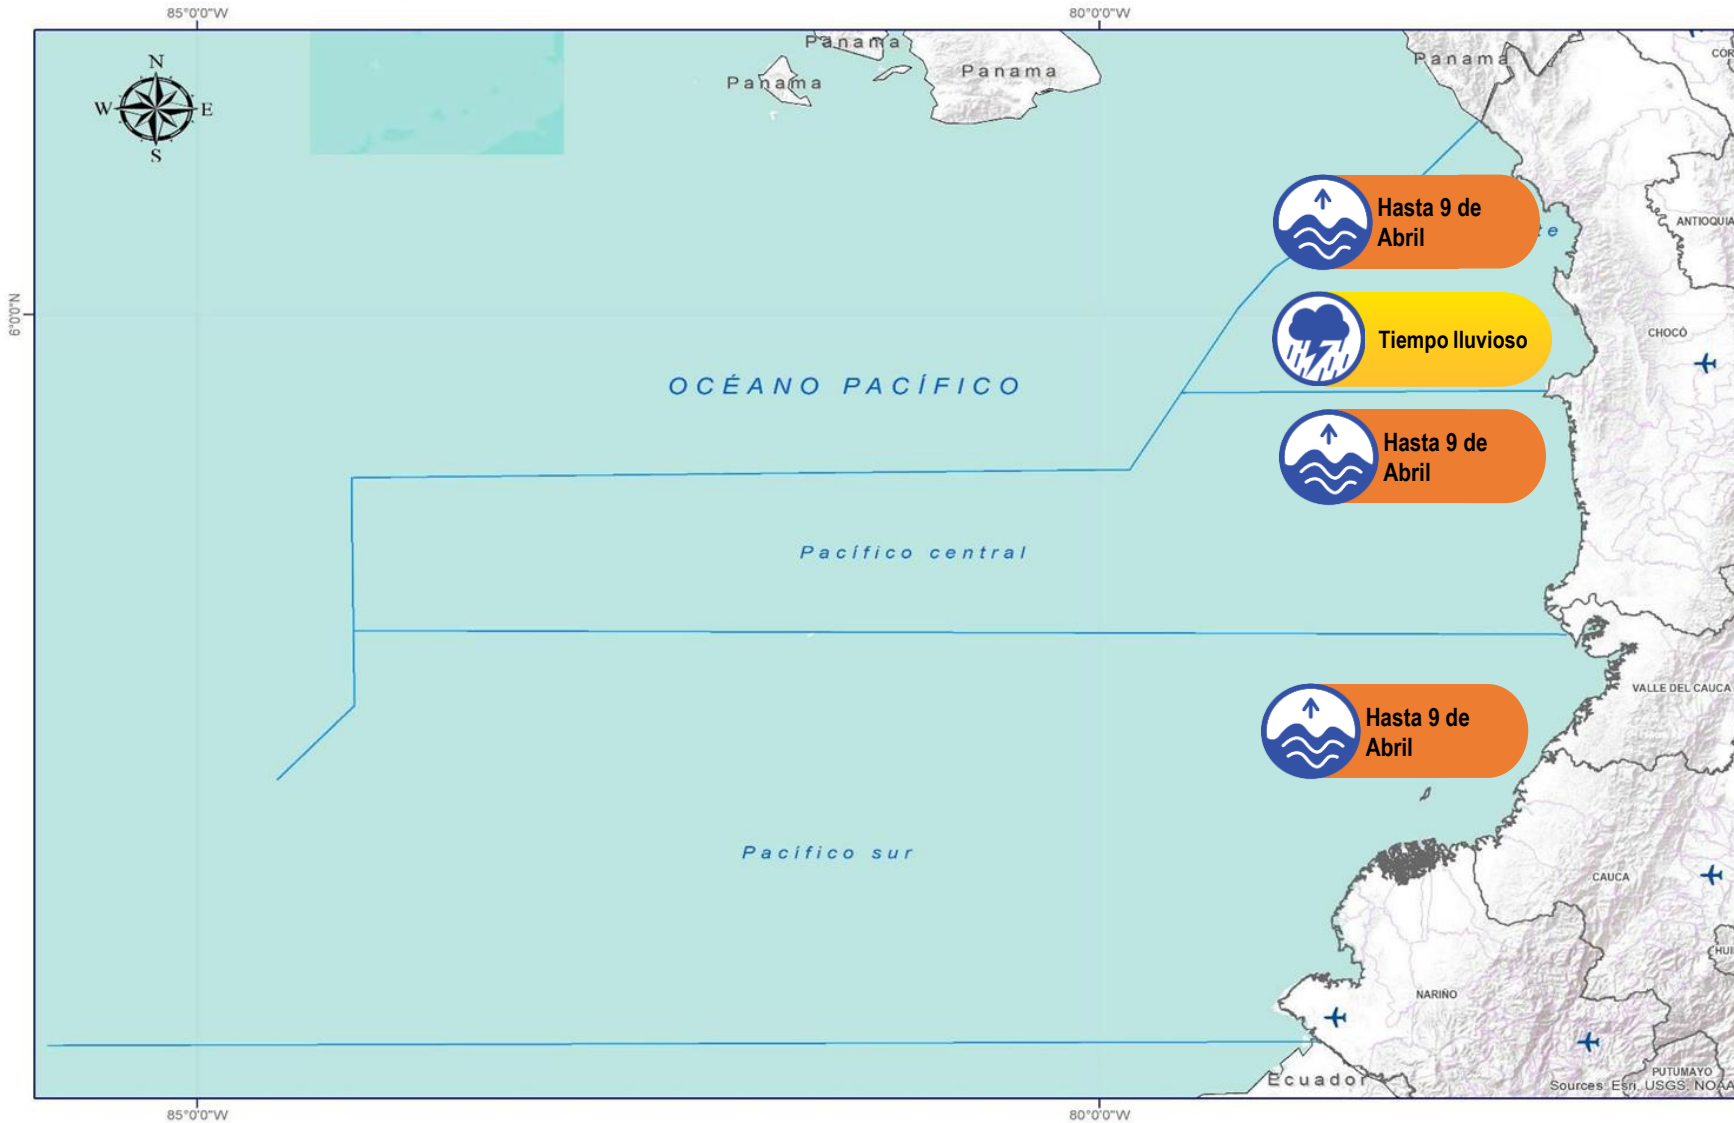 85°0'0"W
80°0'0"W
N
W
E
S
Panama
Panama
Panama
Panama
Hasta 9 de
Abril
te
ANTIOQUIA
6°0'0"N
Tiempo lluvioso
CHOCÓ
OCÉANO PACÍFICO
Hasta 9 de
Abril
Pacífico central
VALLE DEL CAUCA
Hasta 9 de
Abril
Pacífico sur
CAUCA
HUI
NARIÑO
PUTUMAYO
Ecuador
Sources: Esri, USGS, NOAA
85°0'0"W
80°0'0"W